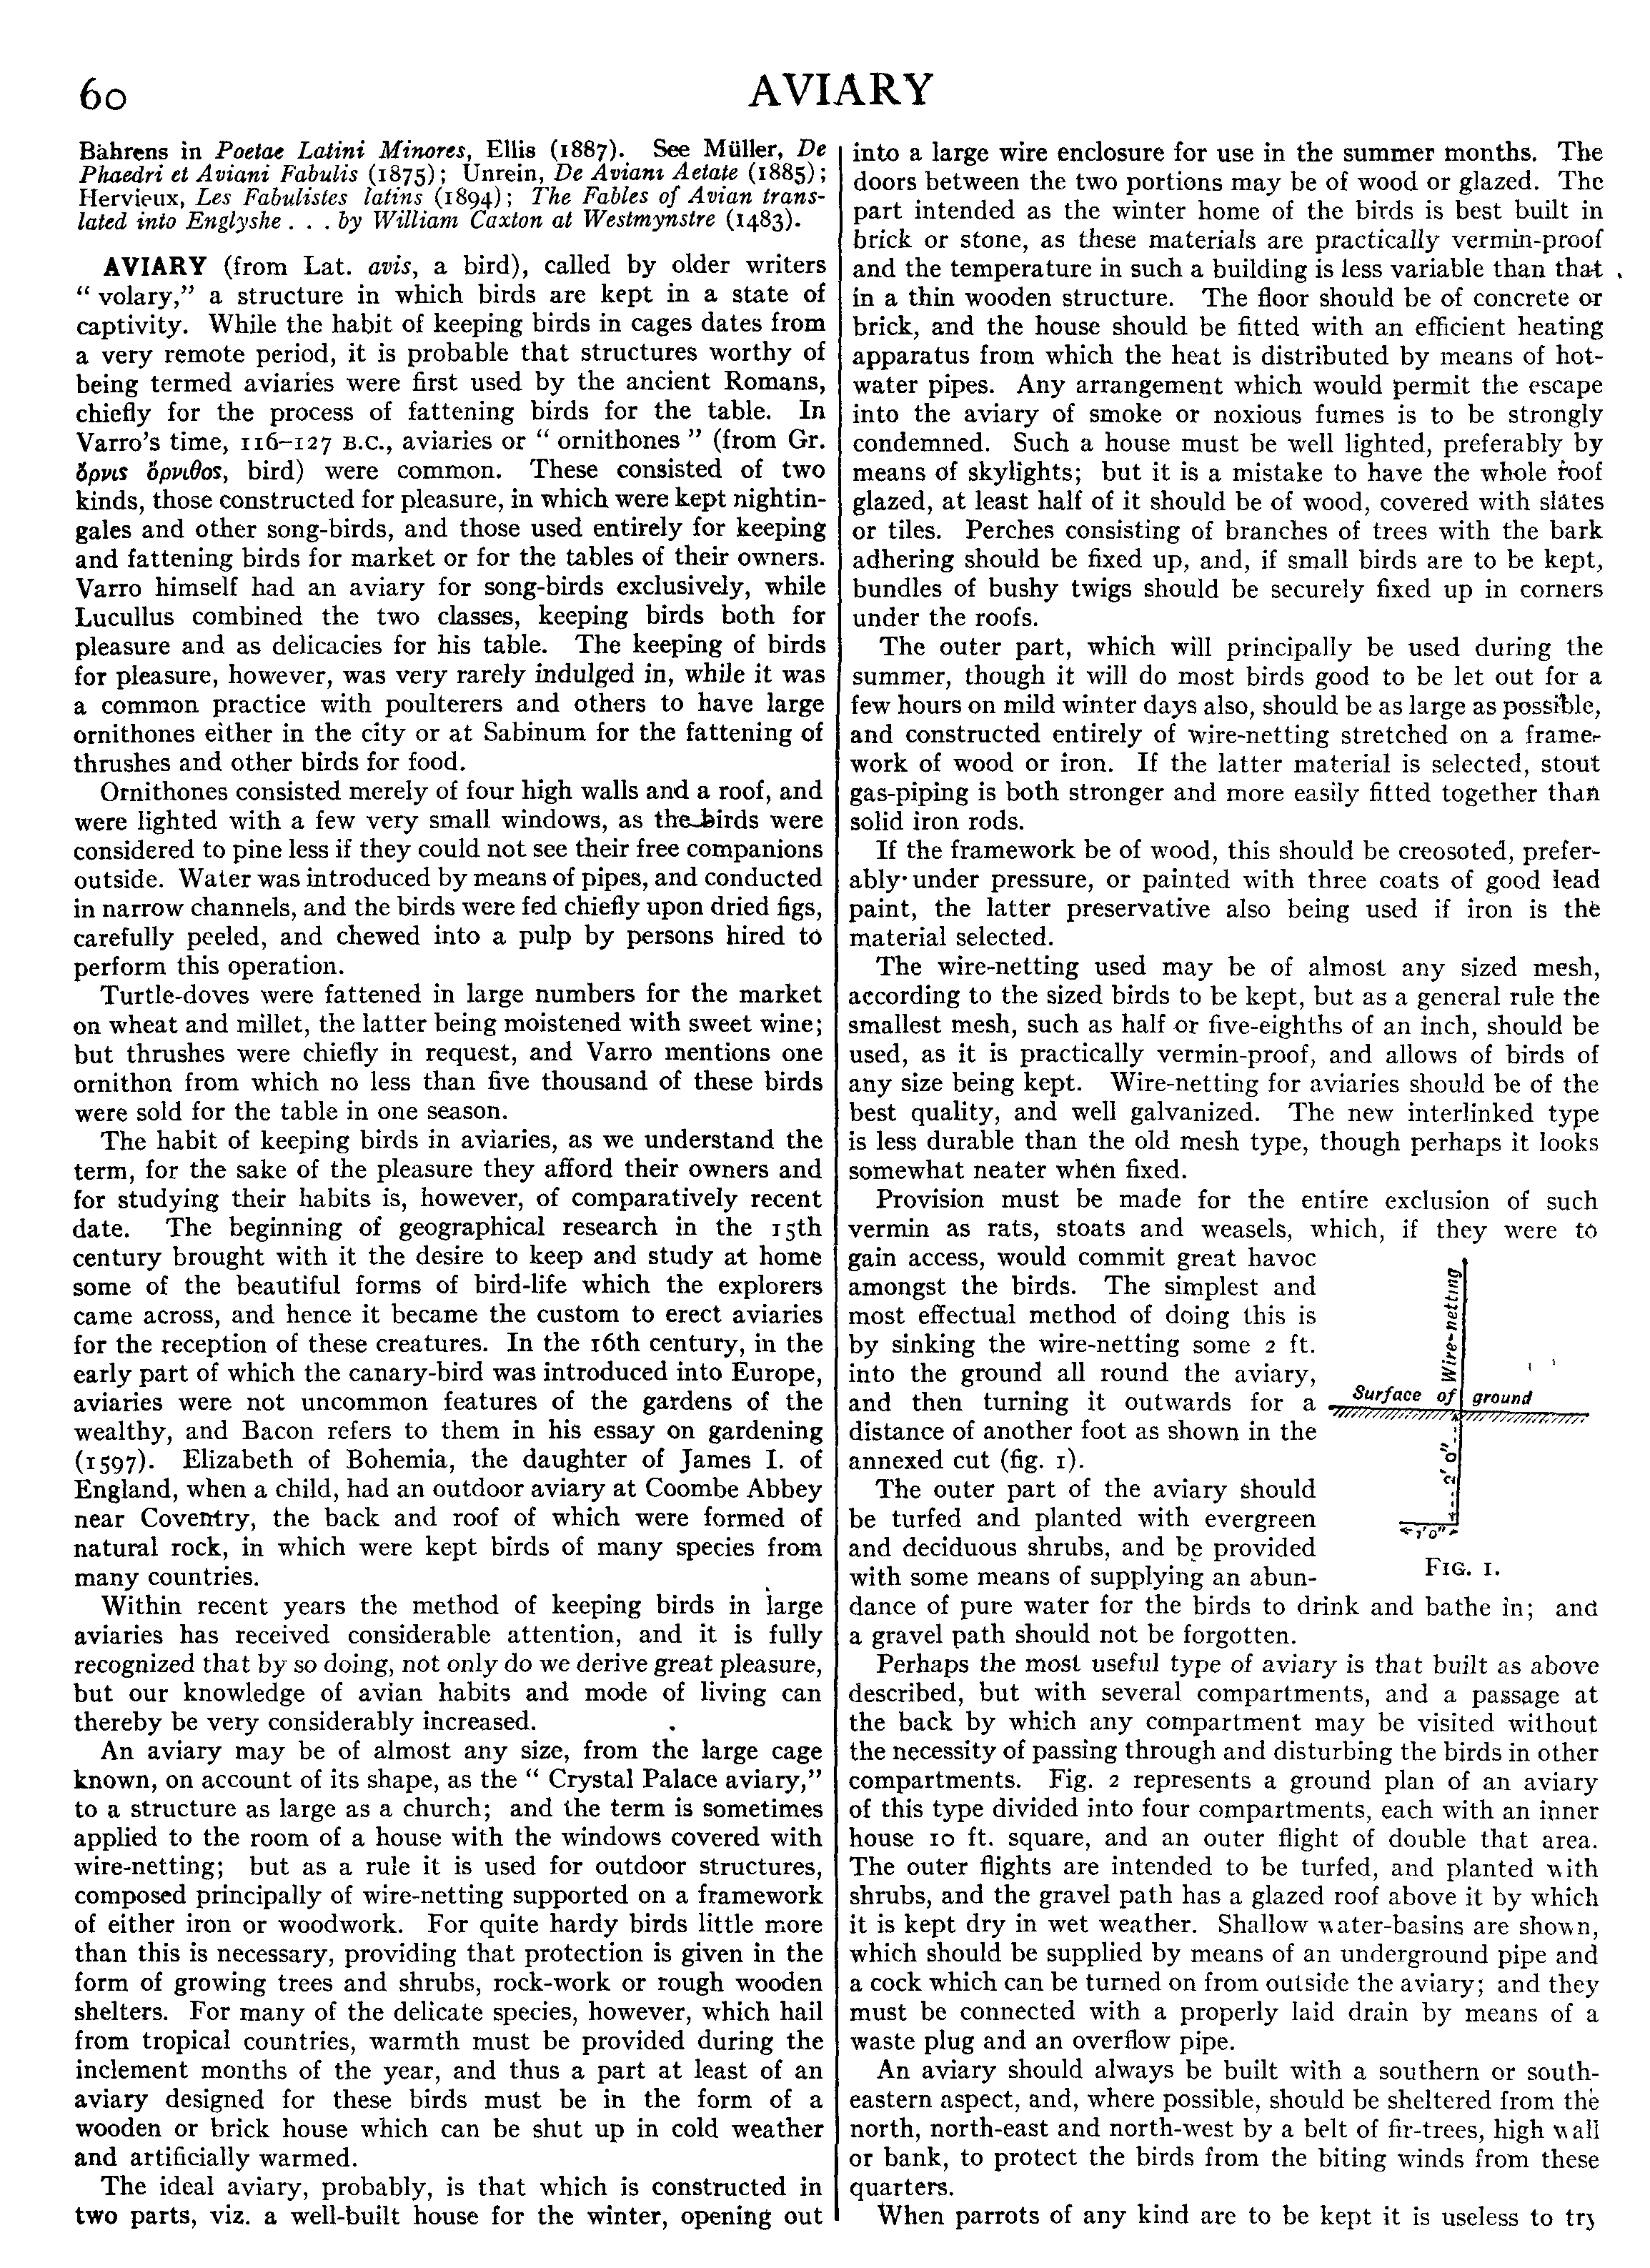 60
AVIARY
Bährens in Poetae Latini Minores, Ellis (1887). See Müller, De
Phaedri et Aviani Fabulis (1875); Unrein, De Aviani Aetate (1885);
Hervieux, Les Fabulistes latins (1894); The Fables of Avian trans-
lated into Englyshe . . . by William Caxton at Westmynstre (1483).
AVIARY (from Lat. avis, a bird), called by older writers
“ volary,” a structure in which birds are kept in a state of
captivity. While the habit of keeping birds in cages dates from
a very remote period, it is probable that structures worthy of
being termed aviaries were first used by the ancient Romans,
chiefly for the process of fattening birds for the table. In
Varro's time, 116–127 B.C., aviaries or “ ornithones ” (from Gr.
ὄρνις ὄρνιθος, bird) were common. These consisted of two
kinds, those constructed for pleasure, in which were kept nightin-
gales and other song-birds, and those used entirely for keeping
and fattening birds for market or for the tables of their owners.
Varro himself had an aviary for song-birds exclusively, while
Lucullus combined the two classes, keeping birds both for
pleasure and as delicacies for his table. The keeping of birds
for pleasure, however, was very rarely indulged in, while it was
a common practice with poulterers and others to have large
ornithones either in the city or at Sabinum for the fattening of
thrushes and other birds for food.
Ornithones consisted merely of four high walls and a roof, and
were lighted with a few very small windows, as the birds were
considered to pine less if they could not see their free companions
outside. Water was introduced by means of pipes, and conducted
in narrow channels, and the birds were fed chiefly upon dried figs,
carefully peeled, and chewed into a pulp by persons hired to
perform this operation.
Turtle-doves were fattened in large numbers for the market
on wheat and millet, the latter being moistened with sweet wine;
but thrushes were chiefly in request, and Varro mentions one
ornithon from which no less than five thousand of these birds
were sold for the table in one season.
The habit of keeping birds in aviaries, as we understand the
term, for the sake of the pleasure they afford their owners and
for studying their habits is, however, of comparatively recent
date. The beginning of geographical research in the 15th
century brought with it the desire to keep and study at home
some of the beautiful forms of bird-life which the explorers
came across, and hence it became the custom to erect aviaries
for the reception of these creatures. In the 16th century, in the
early part of which the canary-bird was introduced into Europe,
aviaries were not uncommon features of the gardens of the
wealthy, and Bacon refers to them in his essay on gardening
(1597). Elizabeth of Bohemia, the daughter of James I. of
England, when a child, had an outdoor aviary at Coombe Abbey
near Coventry, the back and roof of which were formed of
natural rock, in which were kept birds of many species from
many countries.
Within recent years the method of keeping birds in large
aviaries has received considerable attention, and it is fully
recognized that by so doing, not only do we derive great pleasure,
but our knowledge of avian habits and mode of living can
thereby be very considerably increased.
An aviary may be of almost any size, from the large cage
known, on account of its shape, as the “ Crystal Palace aviary,”
to a structure as large as a church; and the term is sometimes
applied to the room of a house with the windows covered with
wire-netting; but as a rule it is used for outdoor structures,
composed principally of wire-netting supported on a framework
of either iron or woodwork. For quite hardy birds little more
than this is necessary, providing that protection is given in the
form of growing trees and shrubs, rock-work or rough wooden
shelters. For many of the delicate species, however, which hail
from tropical countries, warmth must be provided during the
inclement months of the year, and thus a part at least of an
aviary designed for these birds must be in the form of a
wooden or brick house which can be shut up in cold weather
and artificially warmed.
The ideal aviary, probably, is that which is constructed in
two parts, viz. a well-built house for the winter, opening out
into a large wire enclosure for use in the summer months. The
doors between the two portions may be of wood or glazed. The
part intended as the winter home of the birds is best built in
brick or stone, as these materials are practically vermin-proof
and the temperature in such a building is less variable than that
in a thin wooden structure. The floor should be of concrete or
brick, and the house should be fitted with an efficient heating
apparatus from which the heat is distributed by means of hot-
water pipes. Any arrangement which would permit the escape
into the aviary of smoke or noxious fumes is to be strongly
condemned. Such a house must be well lighted, preferably by
means of skylights; but it is a mistake to have the whole roof
glazed, at least half of it should be of wood, covered with slates
or tiles. Perches consisting of branches of trees with the bark
adhering should be fixed up, and, if small birds are to be kept,
bundles of bushy twigs should be securely fixed up in corners
under the roofs.
The outer part, which will principally be used during the
summer, though it will do most birds good to be let out for a
few hours on mild winter days also, should be as large as possible,
and constructed entirely of wire-netting stretched on a frame-
work of wood or iron. If the latter material is selected, stout
gas-piping is both stronger and more easily fitted together than
solid iron rods.
If the framework be of wood, this should be creosoted, prefer-
ably under pressure, or painted with three coats of good lead
paint, the latter preservative also being used if iron is the
material selected.
The wire-netting used may be of almost any sized mesh,
according to the sized birds to be kept, but as a general rule the
smallest mesh, such as half or five-eighths of an inch, should be
used, as it is practically vermin-proof, and allows of birds of
any size being kept. Wire-netting for aviaries should be of the
best quality, and well galvanized. The new interlinked type
is less durable than the old mesh type, though perhaps it looks
somewhat neater when fixed.
Provision must be made for the entire exclusion of such
vermin as rats, stoats and weasels, which, if they were to
gain access, would commit great havoc
amongst the birds. The simplest and
most effectual method of doing this is
by sinking the wire-netting some 2 ft.
into the ground all round the aviary,
and then turning it outwards for a
distance of another foot as shown in the
annexed cut (fig. 1).
The outer part of the aviary should
be turfed and planted with evergreen
and deciduous shrubs, and be provided
with some means of supplying an abun-
Wire-netting
Surface of ground
2' 0"
1' 0"
FIG. 1.
dance of pure water for the birds to drink and bathe in; and
a gravel path should not be forgotten.
Perhaps the most useful type of aviary is that built as above
described, but with several compartments, and a passage at
the back by which any compartment may be visited without
the necessity of passing through and disturbing the birds in other
compartments. Fig. 2 represents a ground plan of an aviary
of this type divided into four compartments, each with an inner
house 10 ft. square, and an outer flight of double that area.
The outer flights are intended to be turfed, and planted with
shrubs, and the gravel path has a glazed roof above it by which
it is kept dry in wet weather. Shallow water-basins are shown,
which should be supplied by means of an underground pipe and
a cock which can be turned on from outside the aviary; and they
must be connected with a properly laid drain by means of a
waste plug and an overflow pipe.
An aviary should always be built with a southern or south-
eastern aspect, and, where possible, should be sheltered from the
north, north-east and north-west by a belt of fir-trees, high wall
or bank, to protect the birds from the biting winds from these
quarters.
When parrots of any kind are to be kept it is useless to try